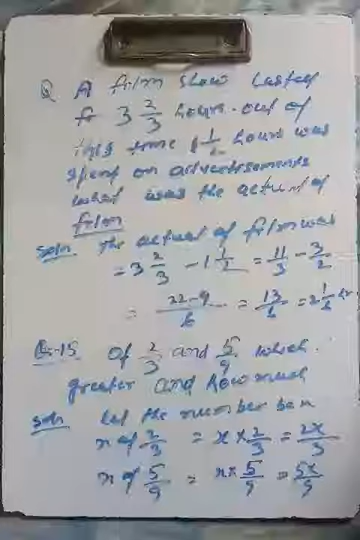 Q A film show lasted
for 3 2/3 hours. out of
this time 1 1/2 hours was
spent on advertisements
what was the actual of
film
Soln the actual of film was
= 3 2/3 - 1 1/2 = 11/3 - 3/2
= 22-9/6 = 13/6 = 2 1/6 hr.
Q-15 Of 2/3 and 5/9 which
greater and how much
Soln Let the number be x
x of 2/3 = x × 2/3 = 2x/3
x of 5/9 = x × 5/9 = 5x/9